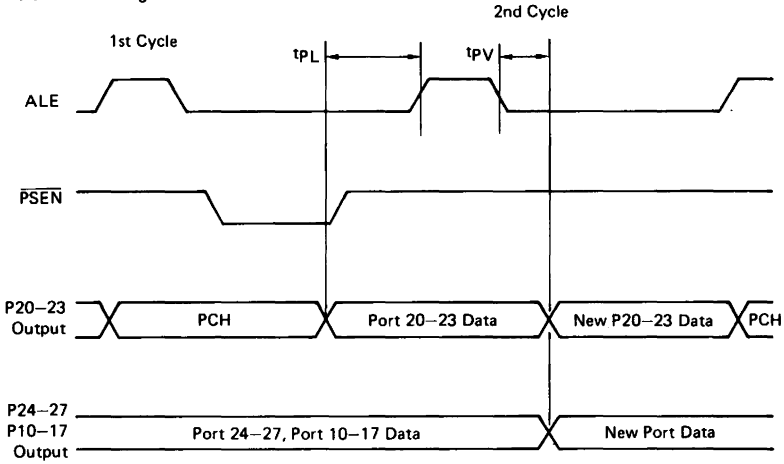 2nd Cycle
1st Cycle
tPL
tPV
ALE
PSEN
P20–23
Output
PCH
Port 20–23 Data
New P20–23 Data
PCH
P24–27
P10–17
Output
Port 24–27, Port 10–17 Data
New Port Data